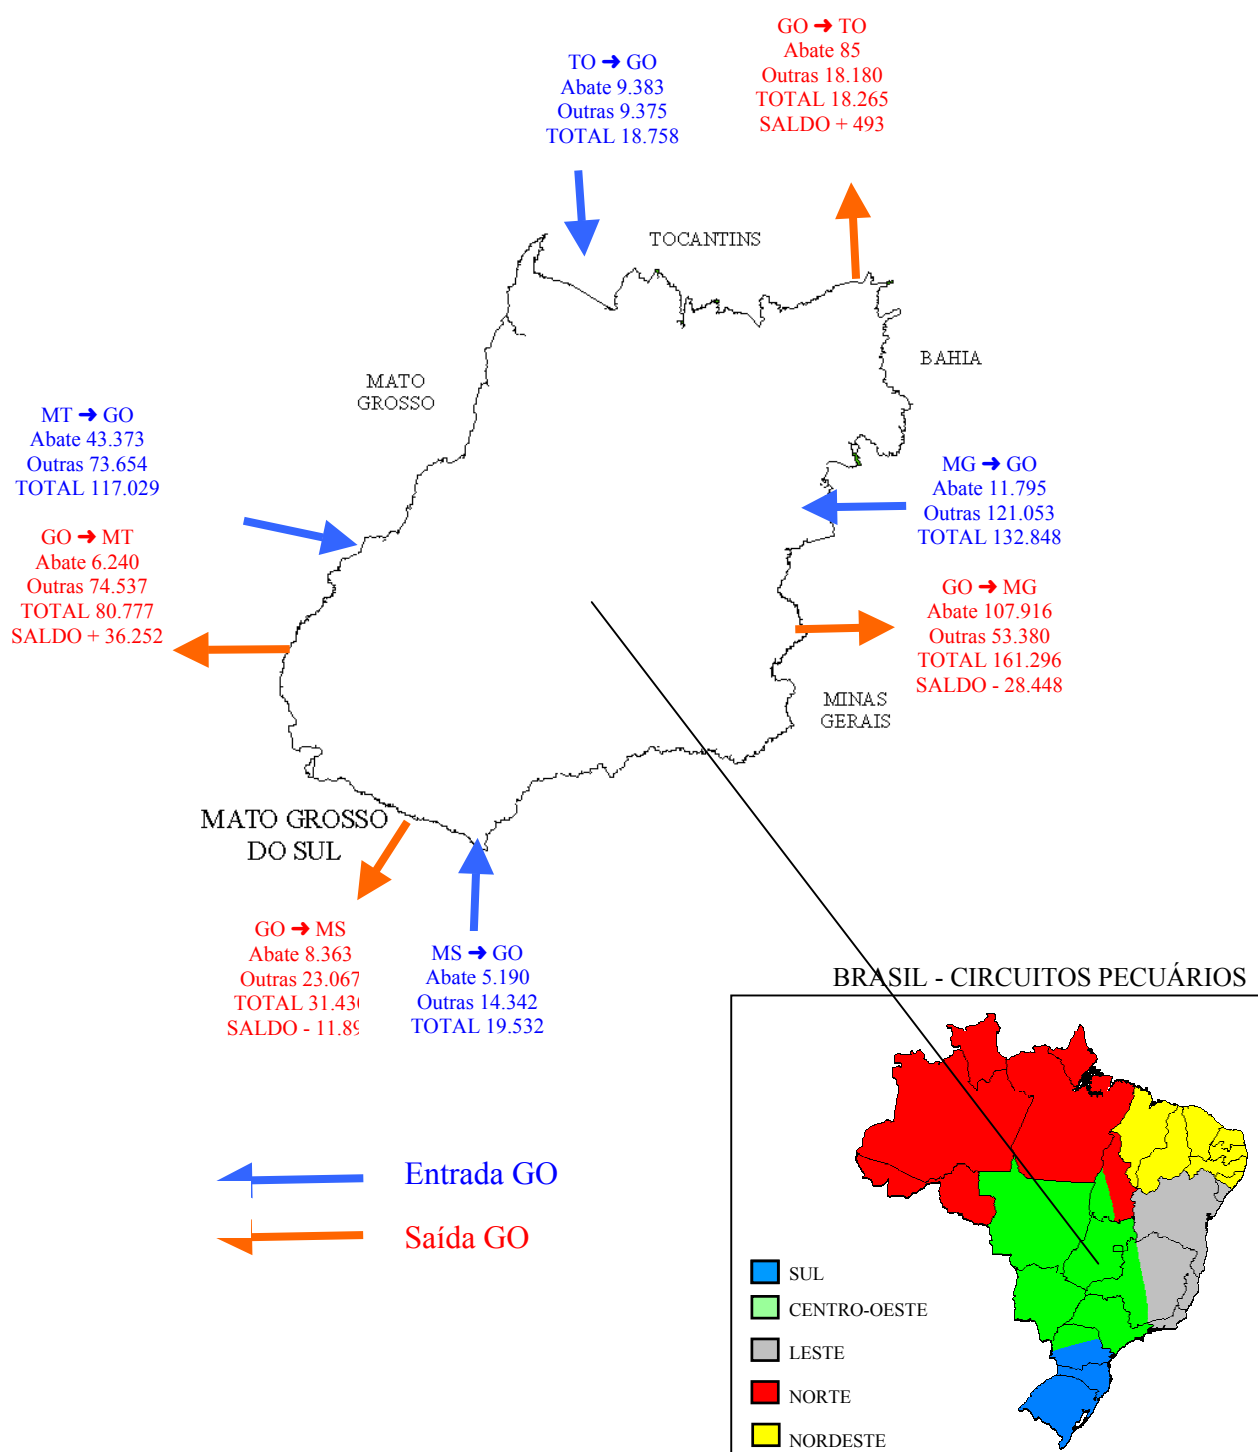 GO ➜ TO
Abate 85
Outras 18.180
TOTAL 18.265
SALDO + 493
TO ➜ GO
Abate 9.383
Outras 9.375
TOTAL 18.758
TOCANTINS
BAHIA
MATO
GROSSO
MT ➜ GO
Abate 43.373
Outras 73.654
TOTAL 117.029
GO ➜ MT
Abate 6.240
Outras 74.537
TOTAL 80.777
SALDO + 36.252
MG ➜ GO
Abate 11.795
Outras 121.053
TOTAL 132.848
GO ➜ MG
Abate 107.916
Outras 53.380
TOTAL 161.296
SALDO - 28.448
MINAS
GERAIS
MATO GROSSO
DO SUL
GO ➜ MS
Abate 8.363
Outras 23.067
TOTAL
SALDO
MS ➜ GO
Abate 5.190
Outras 14.342
TOTAL 19.532
BRASIL - CIRCUITOS PECUÁRIOS
Entrada GO
Saída GO
SUL
CENTRO-OESTE
LESTE
NORTE
NORDESTE